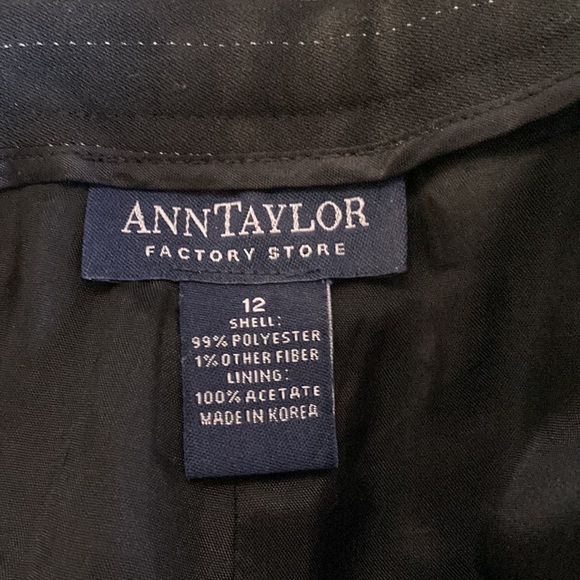 ANNTAYLOR
FACTORY STORE
12
SHELL:
99% POLYESTER
1% OTHER FIBER
LINING:
100% ACETATE
MADE IN KOREA